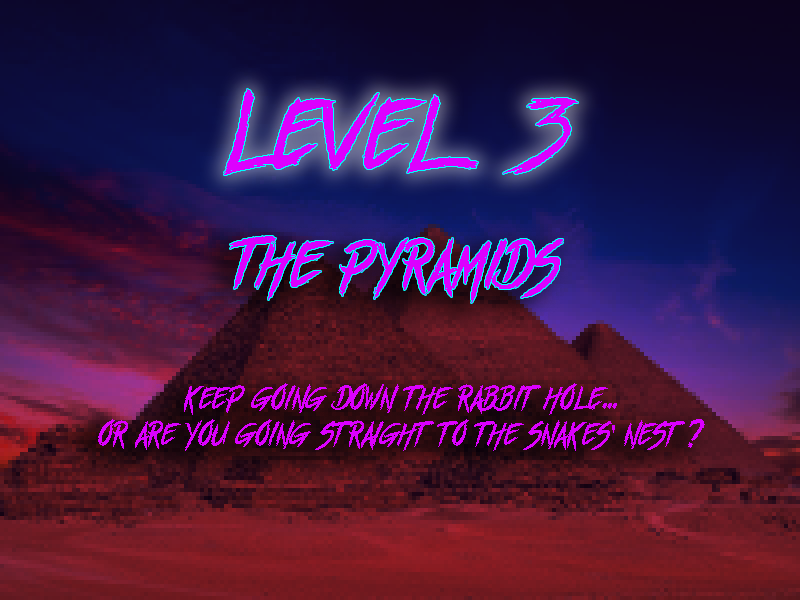 LEVEL 3
THE PYRAMIDS
KEEP GOING DOWN THE RABBIT HOLE...
OR ARE YOU GOING STRAIGHT TO THE SNAKES' NEST ?